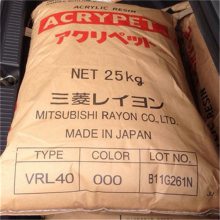 ACRYLIC RESIN
ACRYPET
アクリペット
NET 25kg
三菱レイヨン
MITSUBISHI RAYON CO., LTD.
MADE IN JAPAN
TYPE COLOR LOT NO.
VRL40 000 B11G261N